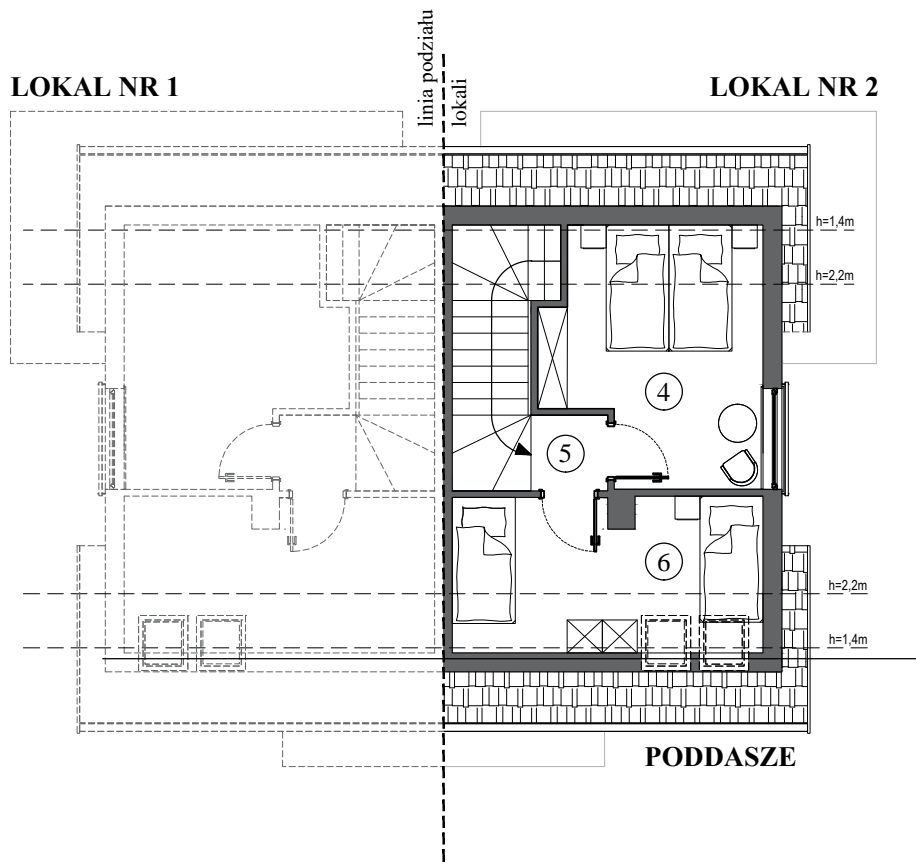 linia podziału
lokali
LOKAL NR 1
LOKAL NR 2
h=1,4m
h=2,2m
4
5
6
h=2,2m
h=1,4m
PODDASZE